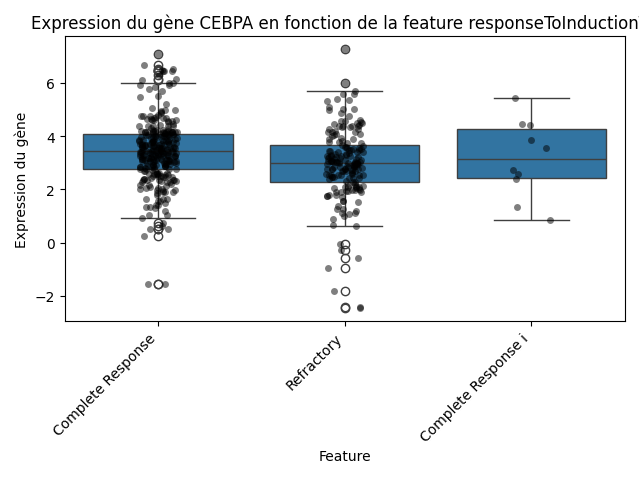 Expression du gène CEBPA en fonction de la feature responseToInduction
Expression du gène
6
4
2
0
−2
Complete Response
Refractory
Complete Response i
Feature